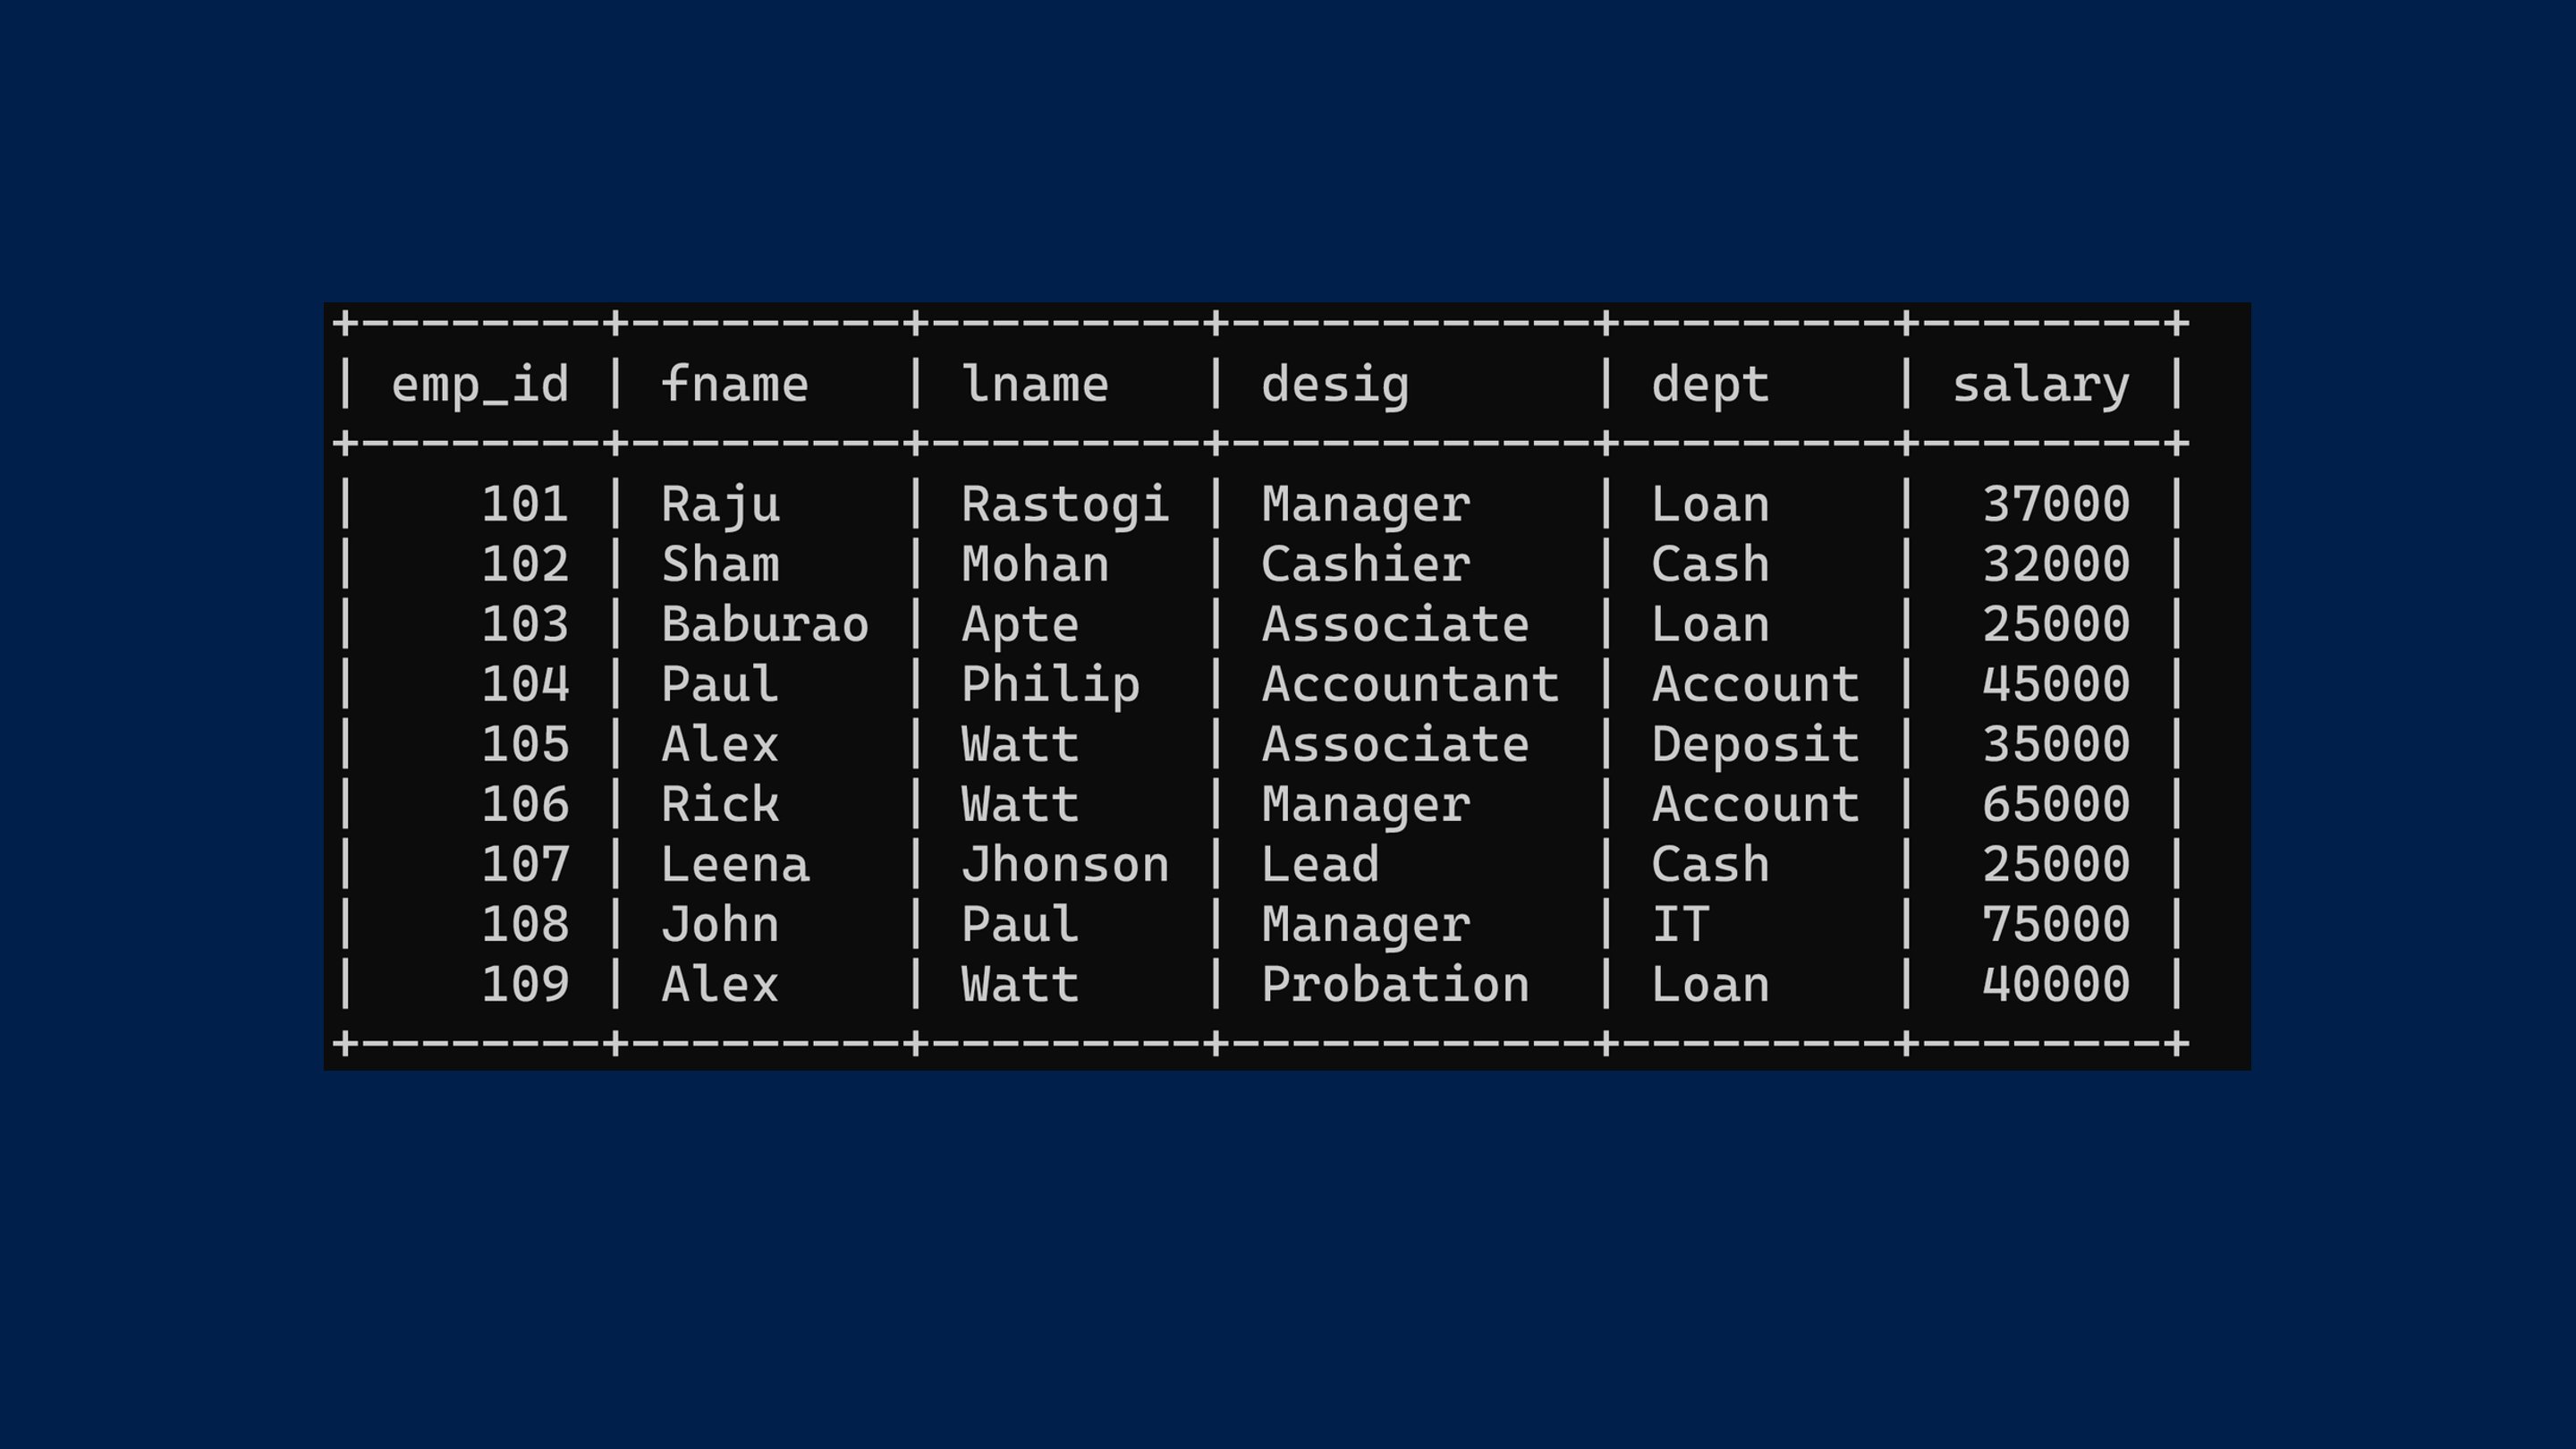 +--------+---------+---------+------------+---------+--------+
| emp_id | fname   | lname   | desig      | dept    | salary |
+--------+---------+---------+------------+---------+--------+
|    101 | Raju    | Rastogi | Manager    | Loan    |  37000 |
|    102 | Sham    | Mohan   | Cashier    | Cash    |  32000 |
|    103 | Baburao | Apte    | Associate  | Loan    |  25000 |
|    104 | Paul    | Philip  | Accountant | Account |  45000 |
|    105 | Alex    | Watt    | Associate  | Deposit |  35000 |
|    106 | Rick    | Watt    | Manager    | Account |  65000 |
|    107 | Leena   | Jhonson | Lead       | Cash    |  25000 |
|    108 | John    | Paul    | Manager    | IT      |  75000 |
|    109 | Alex    | Watt    | Probation  | Loan    |  40000 |
+--------+---------+---------+------------+---------+--------+